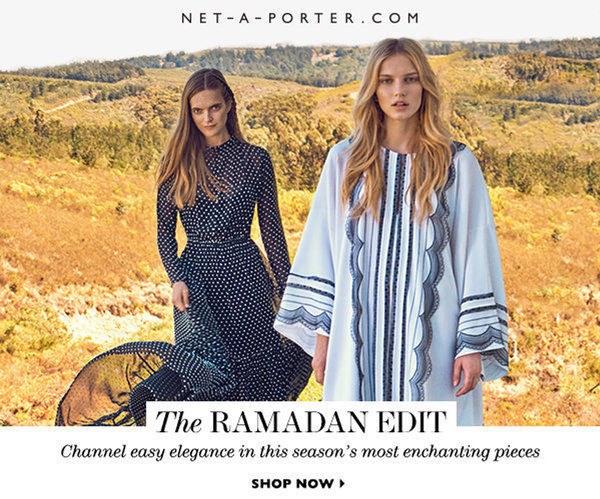 NET-A-PORTER.COM
The RAMADAN EDIT
Channel easy elegance in this season's most enchanting pieces
SHOP NOW